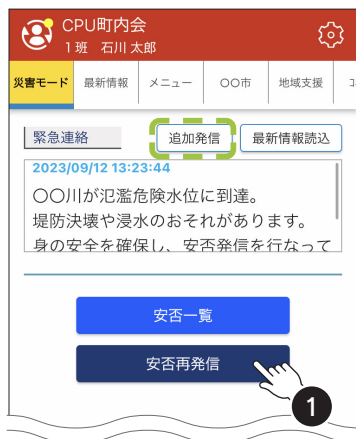 CPU町内会
1班 石川 太郎
災害モード 最新情報 メニュー ○○市 地域支援
緊急連絡 追加発信 最新情報読込
2023/09/12 13:23:44
○○川が氾濫危険水位に到達。
堤防決壊や浸水のおそれがあります。
身の安全を確保し、安否発信を行なって
安否一覧
安否再発信
1